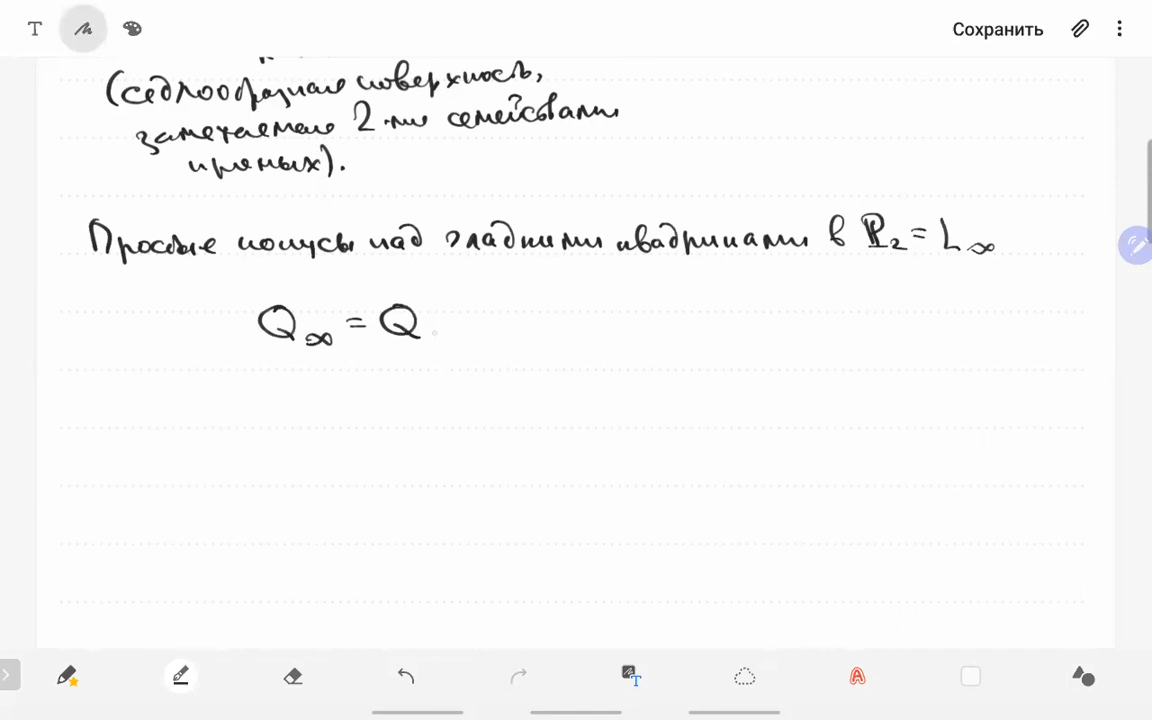 Сохранить
(седлообразная поверхность,
заметаемая 2-мя семействами
прямых).
Простые конусы над гладкими квадриками в ℙ₂ = L∞
Q∞ = Q